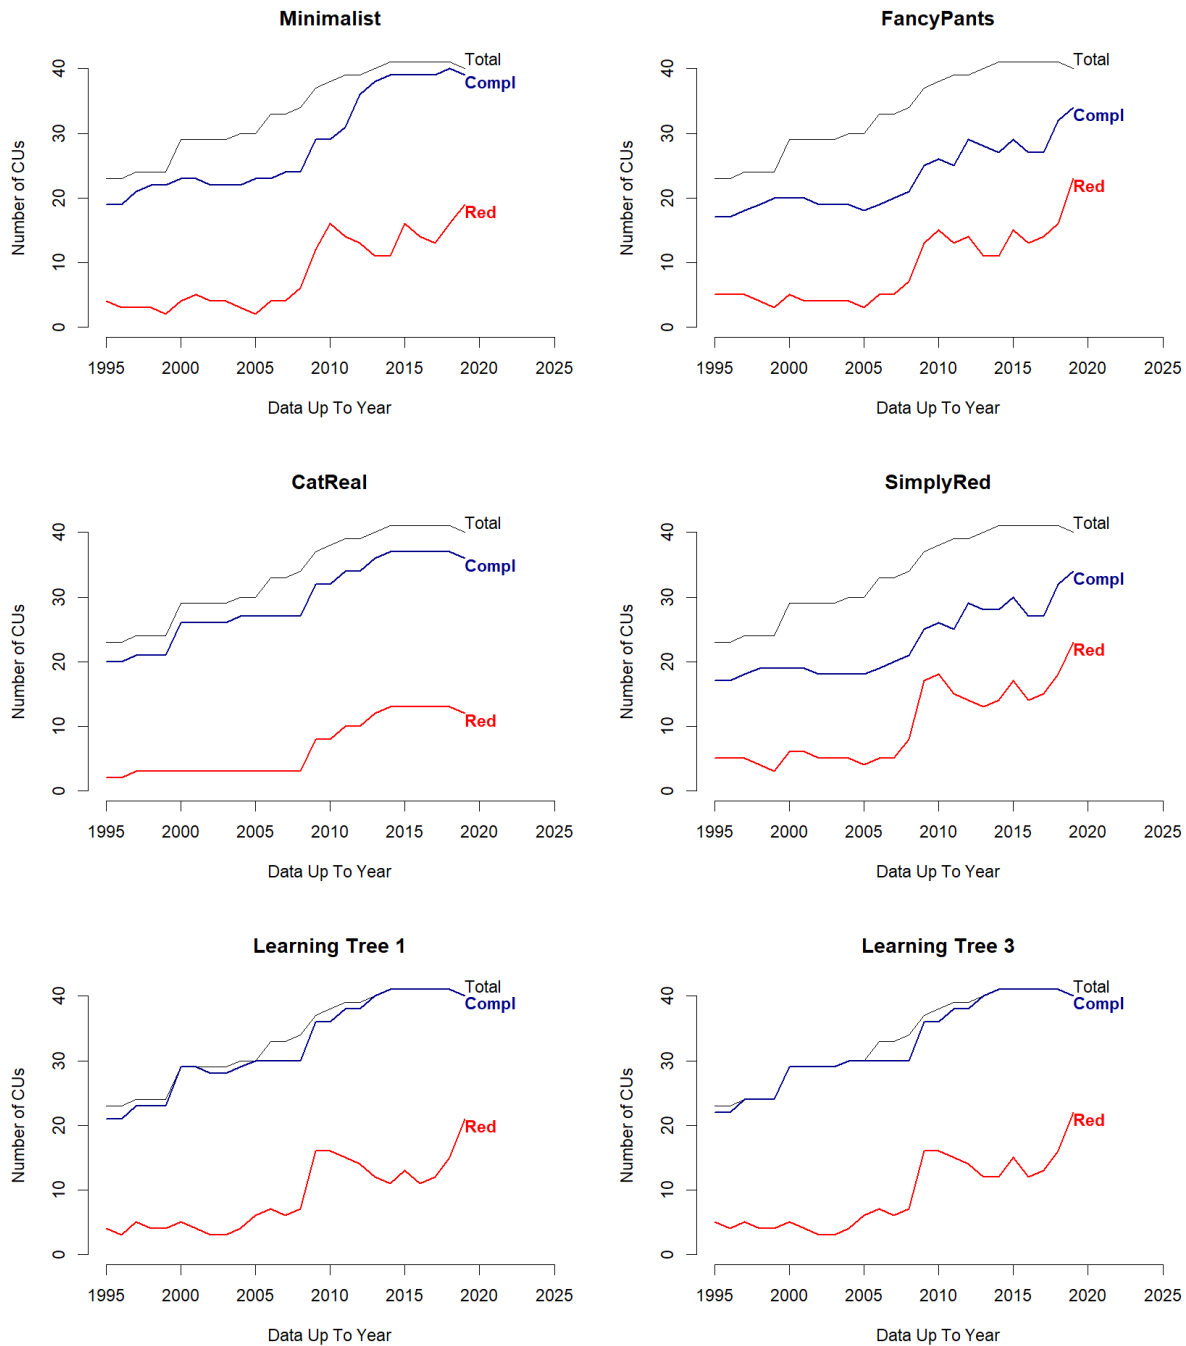 Minimalist
Number of CUs
0 10 20 30 40
Total
Compl
Red
1995 2000 2005 2010 2015 2020 2025
Data Up To Year
FancyPants
Number of CUs
0 10 20 30 40
Total
Compl
Red
1995 2000 2005 2010 2015 2020 2025
Data Up To Year
CatReal
Number of CUs
0 10 20 30 40
Total
Compl
Red
1995 2000 2005 2010 2015 2020 2025
Data Up To Year
SimplyRed
Number of CUs
0 10 20 30 40
Total
Compl
Red
1995 2000 2005 2010 2015 2020 2025
Data Up To Year
Learning Tree 1
Number of CUs
0 10 20 30 40
Total
Compl
Red
1995 2000 2005 2010 2015 2020 2025
Data Up To Year
Learning Tree 3
Number of CUs
0 10 20 30 40
Total
Compl
Red
1995 2000 2005 2010 2015 2020 2025
Data Up To Year